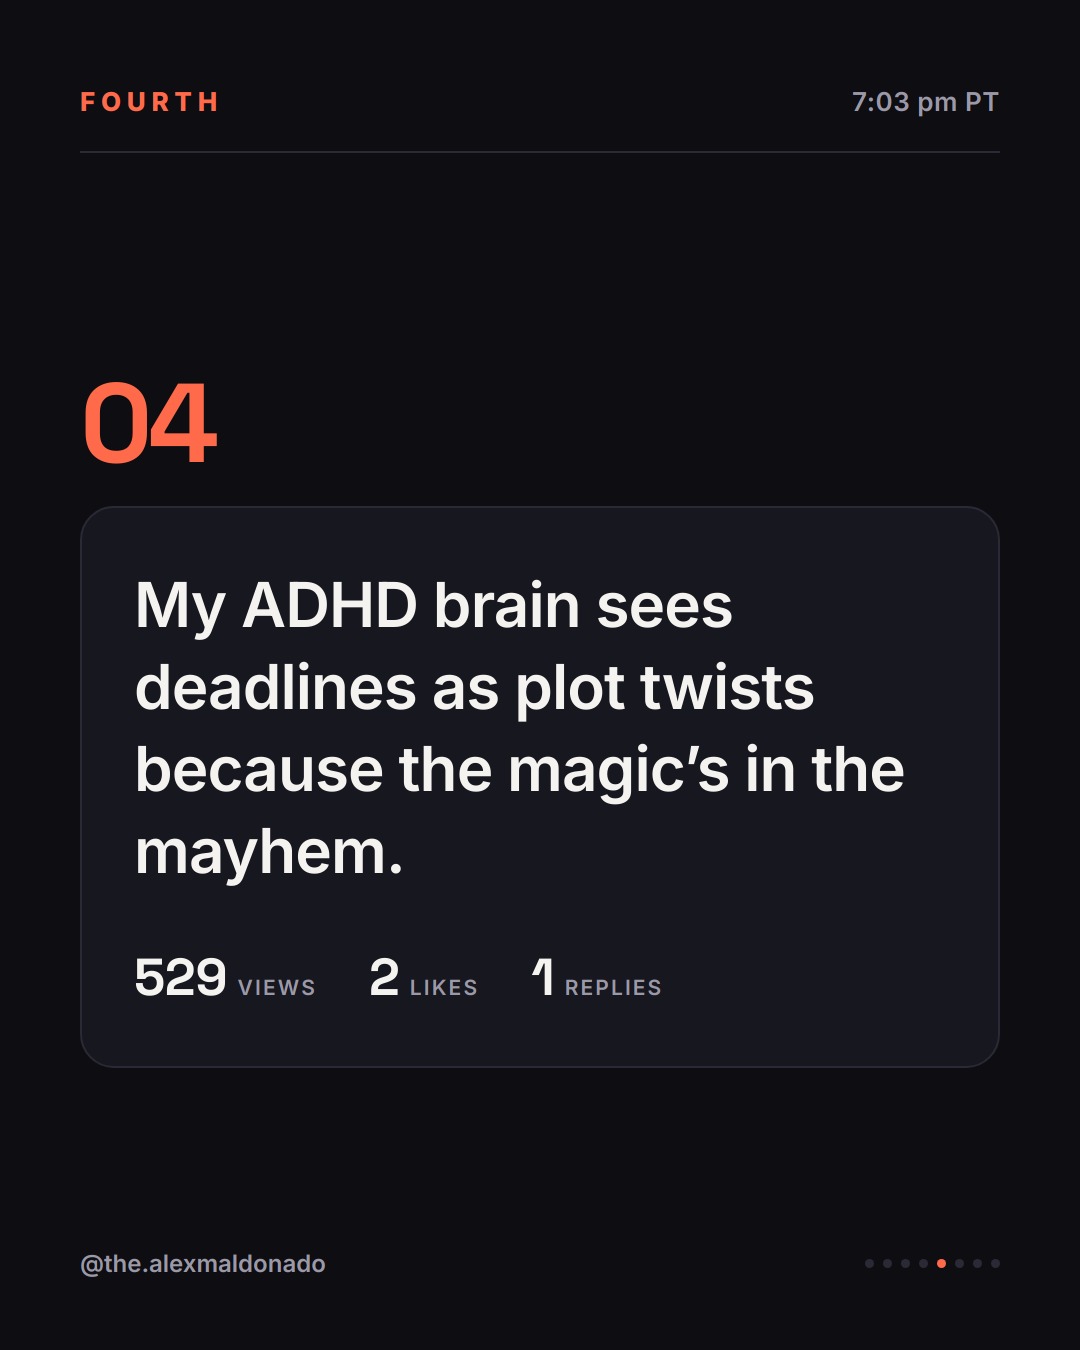 FOURTH
7:03 pm PT
04
My ADHD brain sees
deadlines as plot twists
because the magic’s in the
mayhem.
529 VIEWS 2 LIKES 1 REPLIES
@the.alexmaldonado